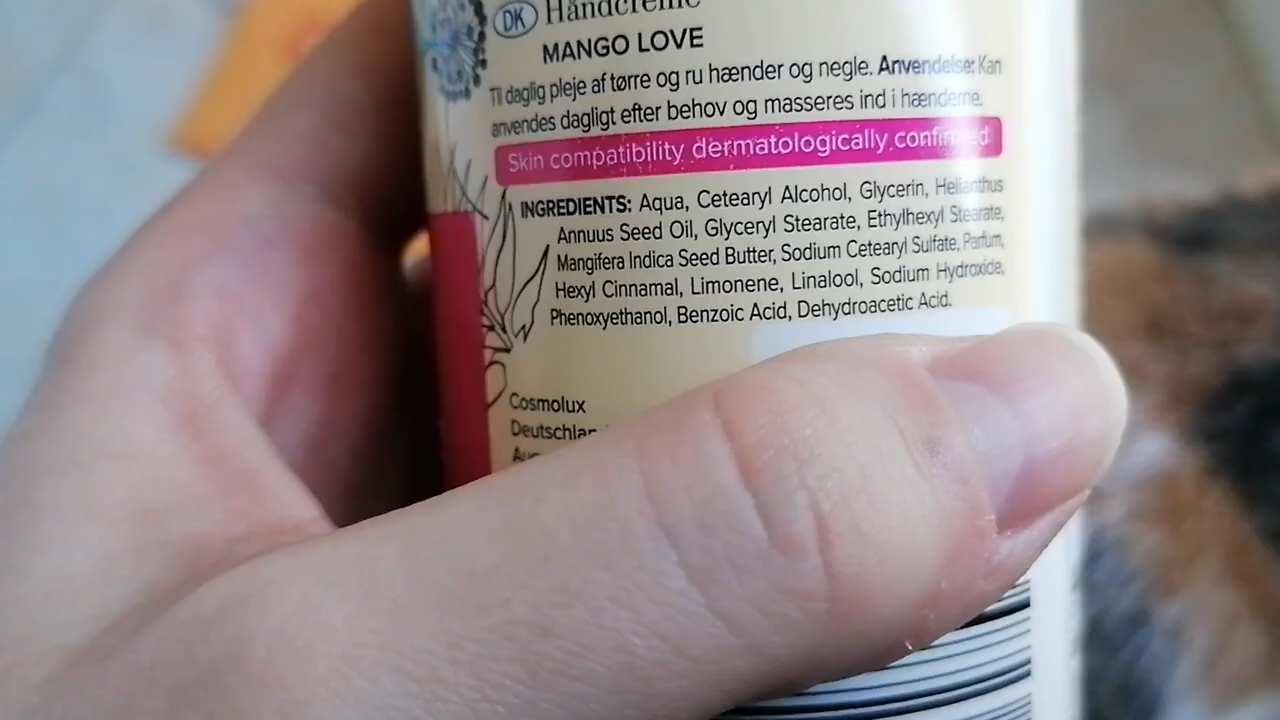 DK Håndcreme
MANGO LOVE
Til daglig pleje af tørre og ru hænder og negle. Anvendelse: Kan
anvendes dagligt efter behov og masseres ind i hænderne.
Skin compatibility dermatologically confirmed
INGREDIENTS: Aqua, Cetearyl Alcohol, Glycerin, Helianthus
Annuus Seed Oil, Glyceryl Stearate, Ethylhexyl Stearate,
Mangifera Indica Seed Butter, Sodium Cetearyl Sulfate, Parfum,
Hexyl Cinnamal, Limonene, Linalool, Sodium Hydroxide,
Phenoxyethanol, Benzoic Acid, Dehydroacetic Acid.
Cosmolux